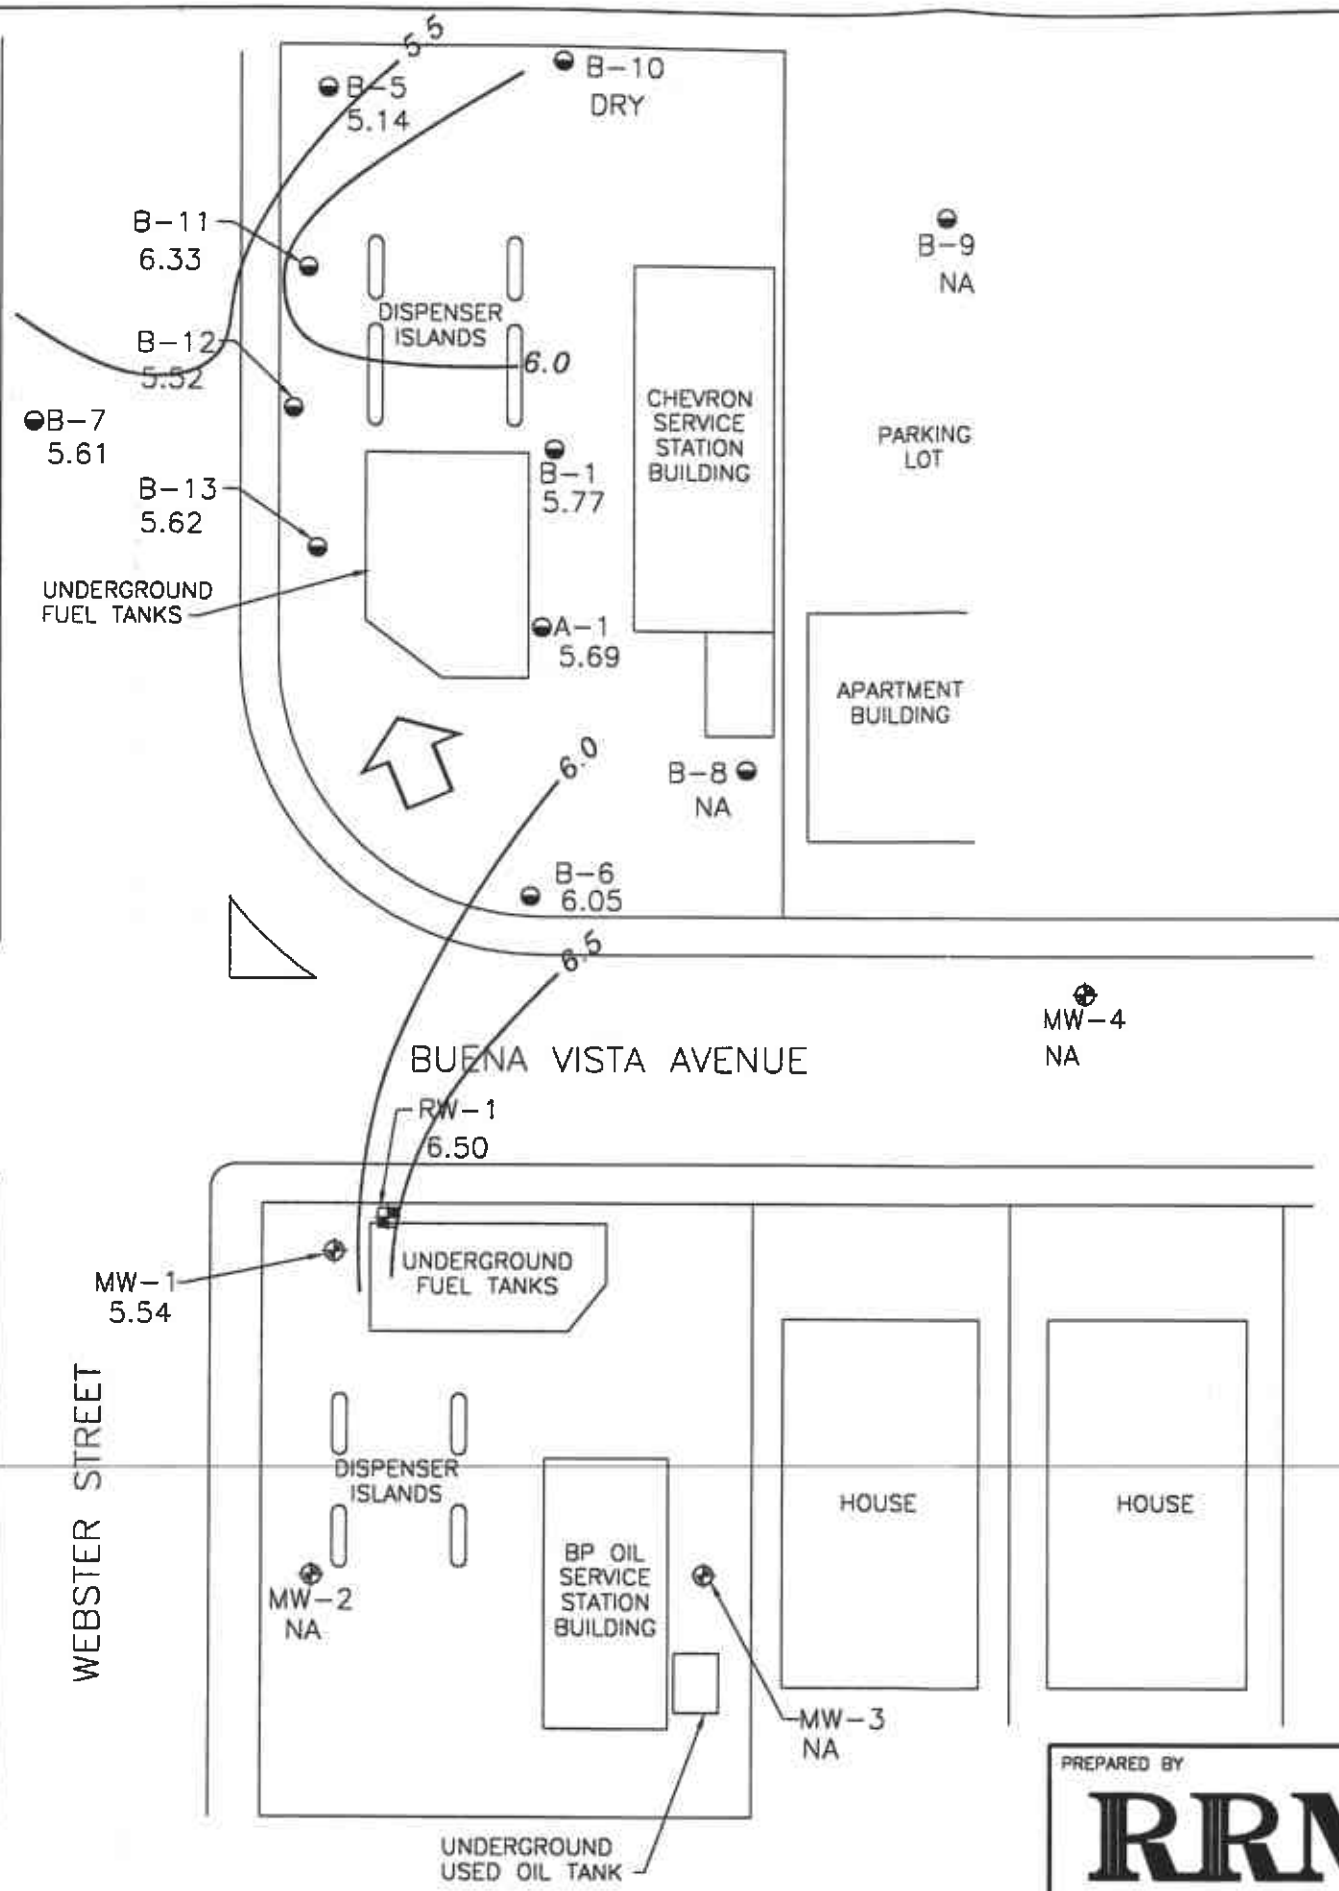 5.5
B-10
DRY
B-5
5.14
B-11
6.33
B-9
NA
DISPENSER
ISLANDS
B-12
5.52
6.0
B-7
5.61
CHEVRON
SERVICE
STATION
BUILDING
PARKING
LOT
B-1
5.77
B-13
5.62
UNDERGROUND
FUEL TANKS
A-1
5.69
APARTMENT
BUILDING
6.0
B-8
NA
B-6
6.05
6.5
MW-4
NA
BUENA VISTA AVENUE
RW-1
6.50
UNDERGROUND
FUEL TANKS
MW-1
5.54
WEBSTER STREET
DISPENSER
ISLANDS
HOUSE
HOUSE
BP OIL
SERVICE
STATION
BUILDING
MW-2
NA
MW-3
NA
PREPARED BY
UNDERGROUND
USED OIL TANK
RRM